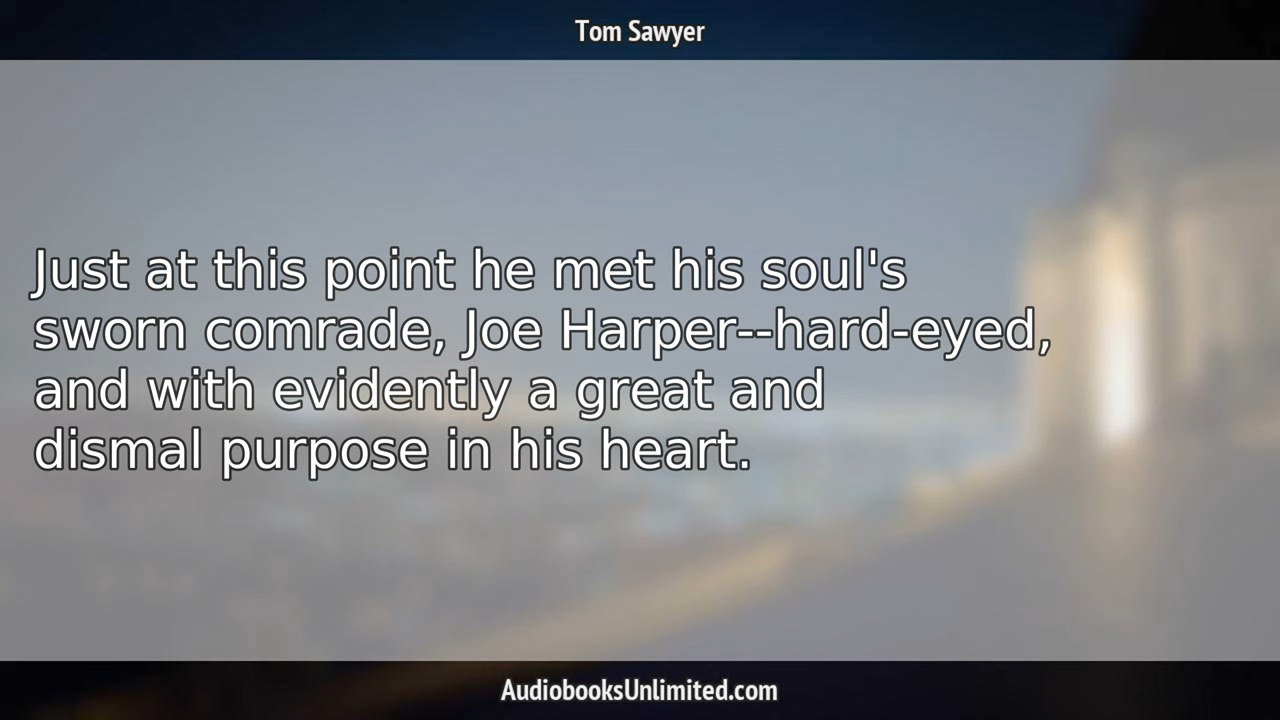 Tom Sawyer
Just at this point he met his soul's
sworn comrade, Joe Harper--hard-eyed,
and with evidently a great and
dismal purpose in his heart.
AudiobooksUnlimited.com